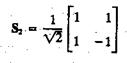 S₂ = 1/√2 [1 1
1 −1]